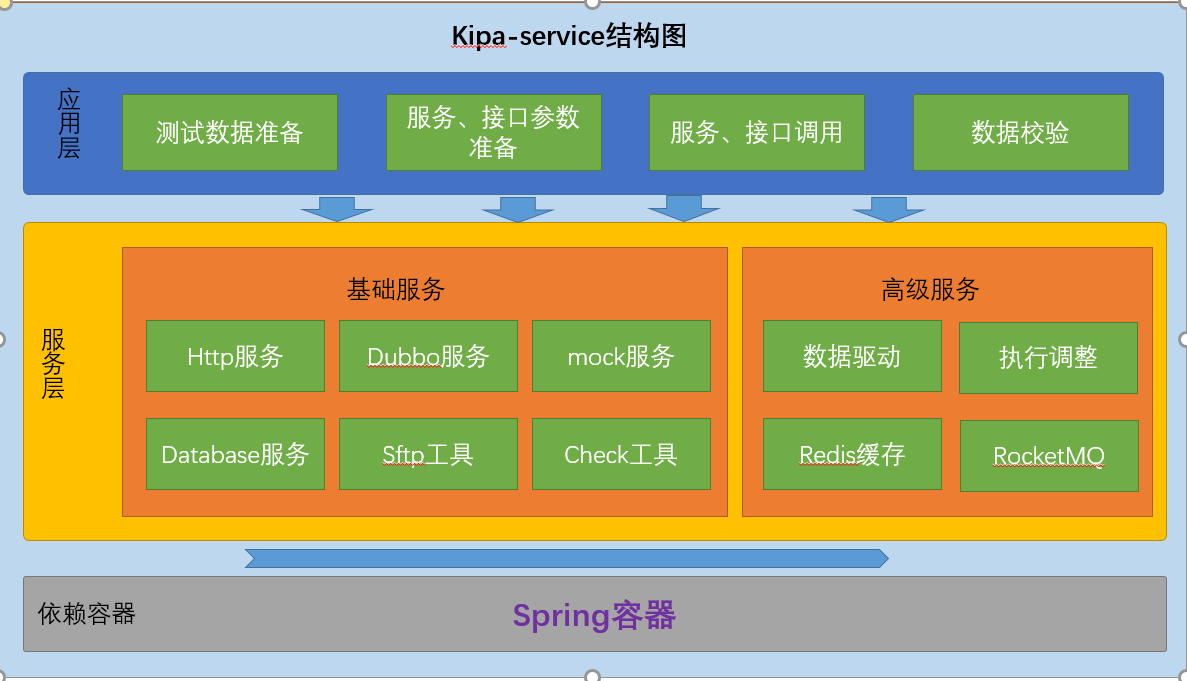 Kipa-service结构图
应用层
测试数据准备
服务、接口参数
准备
服务、接口调用
数据校验
服务层
基础服务
高级服务
Http服务
Dubbo服务
mock服务
数据驱动
执行调整
Database服务
Sftp工具
Check工具
Redis缓存
RocketMQ
依赖容器
Spring容器